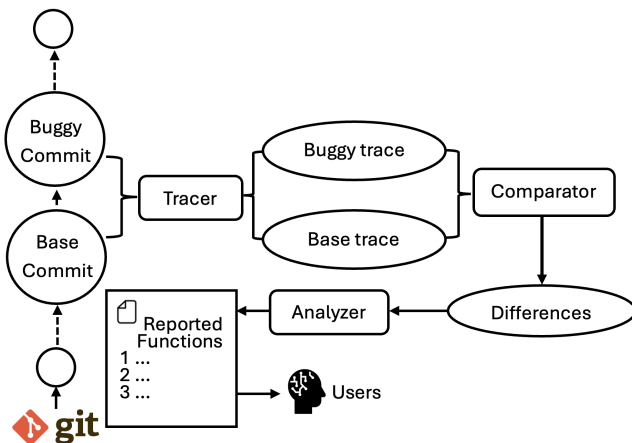 Buggy
Commit
Base
Commit
git
Tracer
Buggy trace
Base trace
Comparator
Differences
Analyzer
Reported
Functions
1 ...
2 ...
3 ...
Users